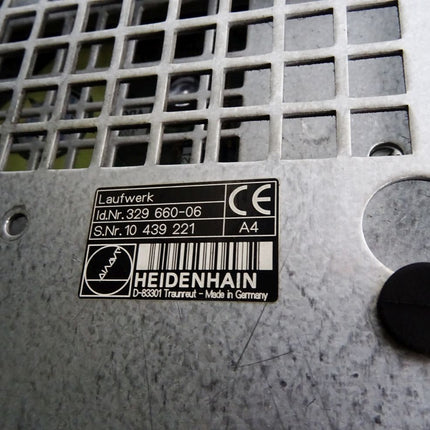 Laufwerk
Id.Nr. 329 660-06
S.Nr. 10 439 221
CE
A4
HEIDENHAIN
D-83301 Traunreut - Made in Germany